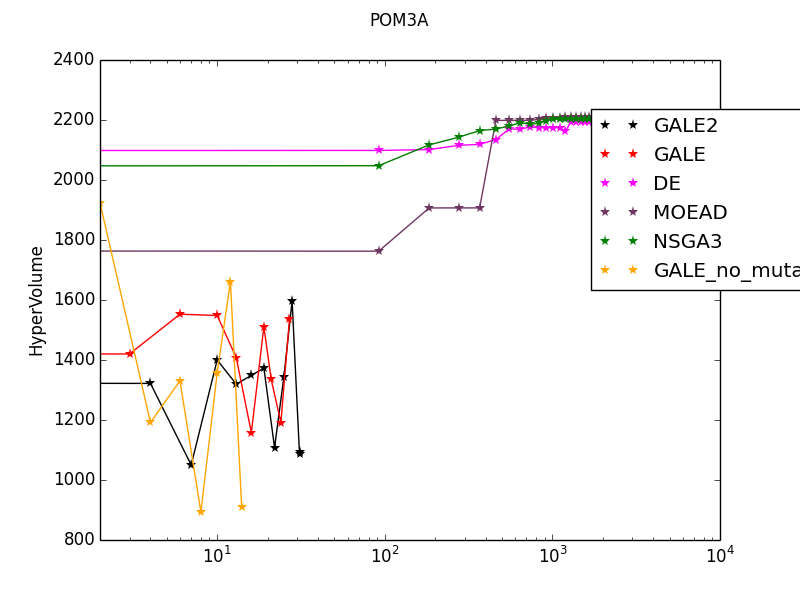 POM3A
HyperVolume
2400
2200
2000
1800
1600
1400
1200
1000
800
10^1
10^2
10^3
10^4
GALE2
GALE
DE
MOEAD
NSGA3
GALE_no_muta